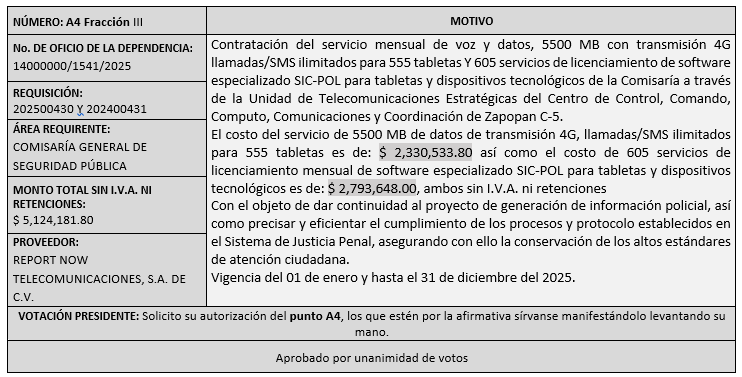 NÚMERO: A4 Fracción III
No. DE OFICIO DE LA DEPENDENCIA:
14000000/1541/2025
REQUISICIÓN:
202500430 Y 202400431
ÁREA REQUIRENTE:
COMISARÍA GENERAL DE
SEGURIDAD PÚBLICA
MONTO TOTAL SIN I.V.A. NI
RETENCIONES:
$ 5,124,181.80
PROVEEDOR:
REPORT NOW
TELECOMUNICACIONES, S.A. DE
C.V.
MOTIVO
Contratación del servicio mensual de voz y datos, 5500 MB con transmisión 4G
llamadas/SMS ilimitados para 555 tabletas Y 605 servicios de licenciamiento de software
especializado SIC-POL para tabletas y dispositivos tecnológicos de la Comisaría a través
de la Unidad de Telecomunicaciones Estratégicas del Centro de Control, Comando,
Computo, Comunicaciones y Coordinación de Zapopan C-5.
El costo del servicio de 5500 MB de datos de transmisión 4G, llamadas/SMS ilimitados
para 555 tabletas es de: $ 2,330,533.80 así como el costo de 605 servicios de
licenciamiento mensual de software especializado SIC-POL para tabletas y dispositivos
tecnológicos es de: $ 2,793,648.00, ambos sin I.V.A. ni retenciones
Con el objeto de dar continuidad al proyecto de generación de información policial, así
como precisar y eficientar el cumplimiento de los procesos y protocolo establecidos en
el Sistema de Justicia Penal, asegurando con ello la conservación de los altos estándares
de atención ciudadana.
Vigencia del 01 de enero y hasta el 31 de diciembre del 2025.
VOTACIÓN PRESIDENTE: Solicito su autorización del punto A4, los que estén por la afirmativa sírvanse manifestándolo levantando su
mano.
Aprobado por unanimidad de votos